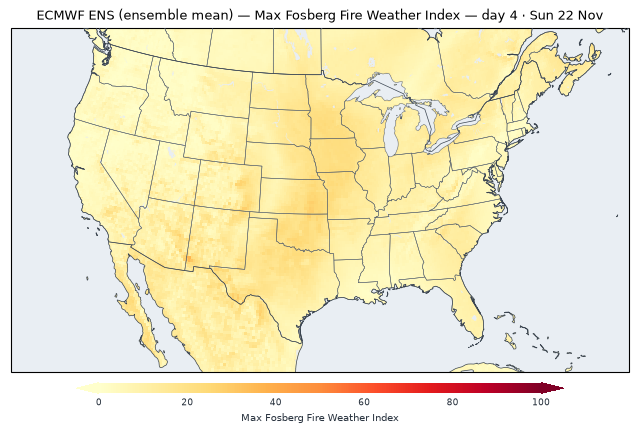 ECMWF ENS (ensemble mean) — Max Fosberg Fire Weather Index — day 4 · Sun 22 Nov
0 20 40 60 80 100
Max Fosberg Fire Weather Index